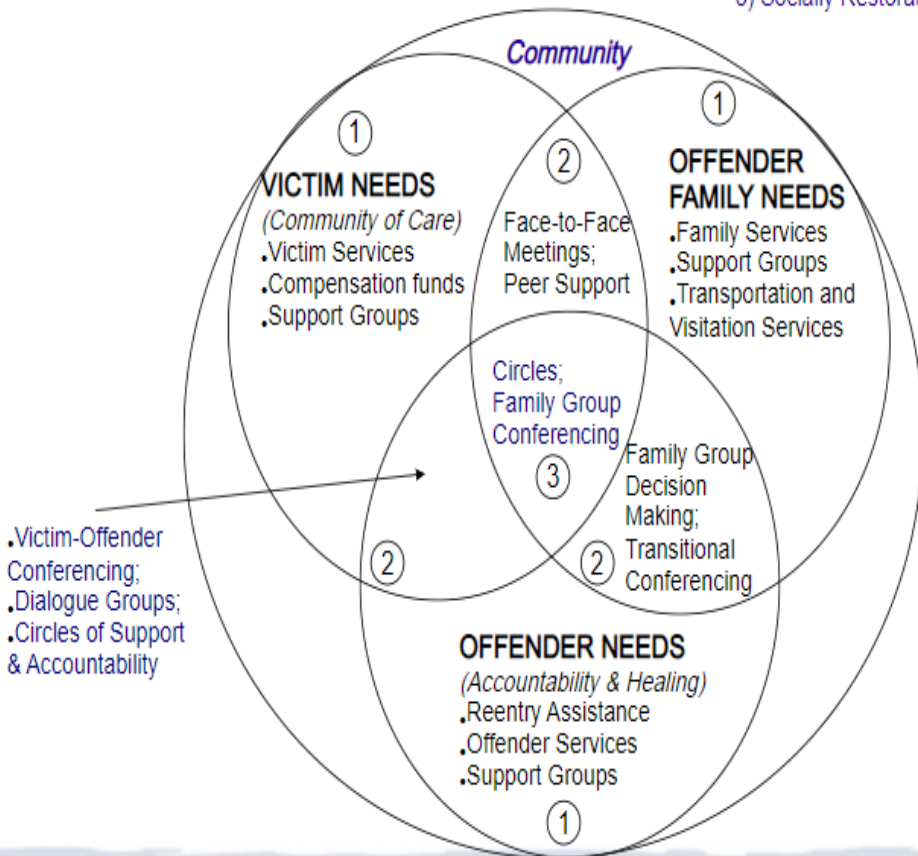 3) Socially Restorat
Community
1
1
2
VICTIM NEEDS
(Community of Care)
.Victim Services
.Compensation funds
.Support Groups
Face-to-Face
Meetings;
Peer Support
OFFENDER
FAMILY NEEDS
.Family Services
.Support Groups
.Transportation and
Visitation Services
Circles;
Family Group
Conferencing
3
Family Group
Decision
Making;
Transitional
Conferencing
2
2
.Victim-Offender
Conferencing;
.Dialogue Groups;
.Circles of Support
& Accountability
OFFENDER NEEDS
(Accountability & Healing)
.Reentry Assistance
.Offender Services
.Support Groups
1